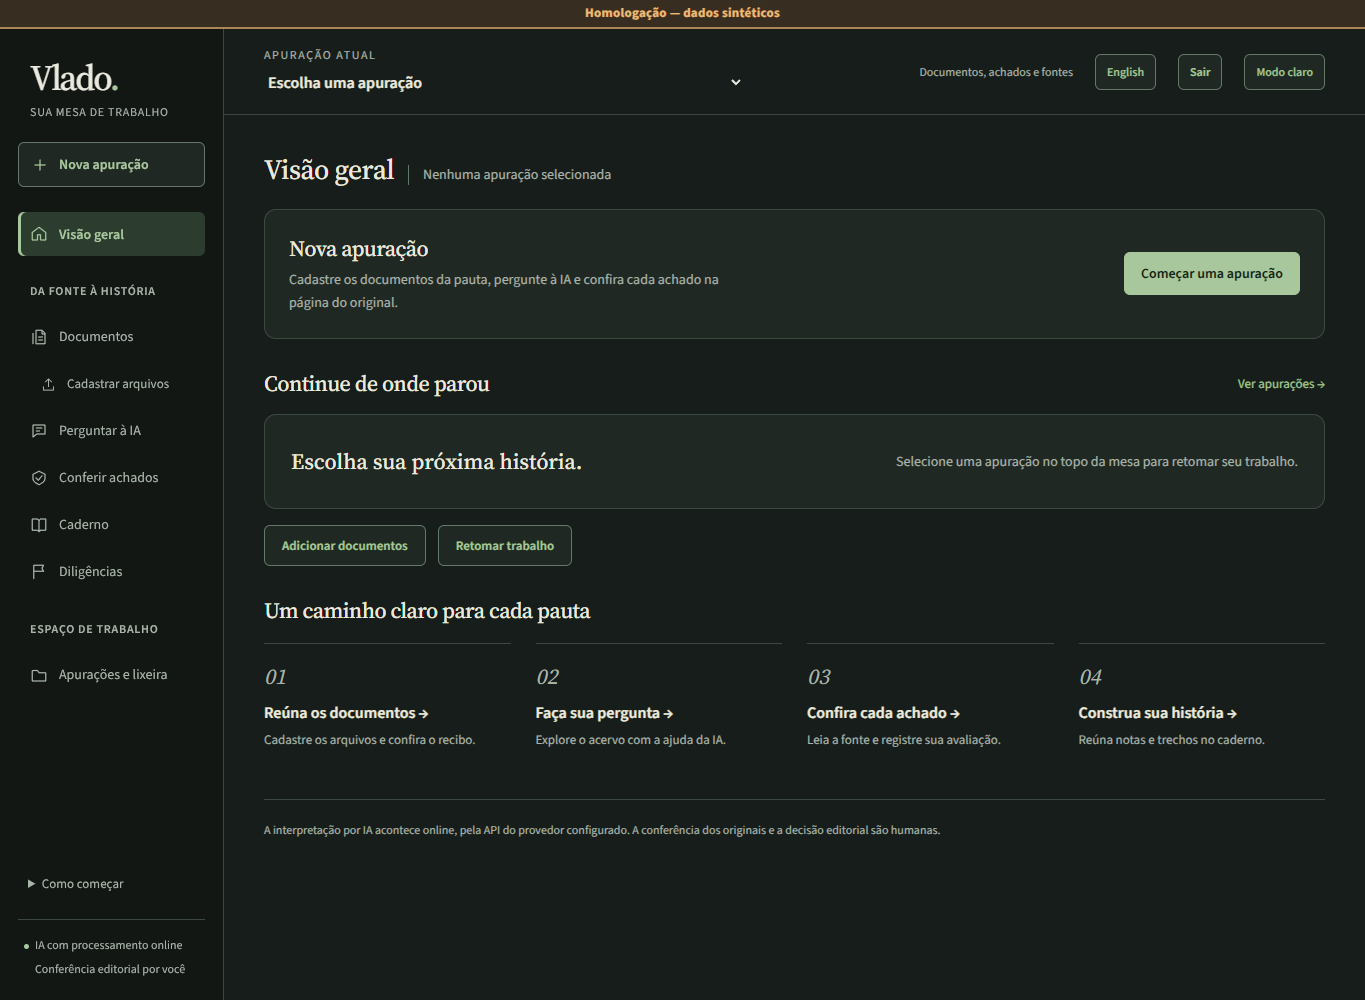 Homologação — dados sintéticos
Vlado.
SUA MESA DE TRABALHO
Nova apuração
Visão geral
DA FONTE À HISTÓRIA
Documentos
Cadastrar arquivos
Perguntar à IA
Conferir achados
Caderno
Diligências
ESPAÇO DE TRABALHO
Apurações e lixeira
Como começar
IA com processamento online
Conferência editorial por você
APURAÇÃO ATUAL
Escolha uma apuração
Documentos, achados e fontes
English
Sair
Modo claro
Visão geral
Nenhuma apuração selecionada
Nova apuração
Cadastre os documentos da pauta, pergunte à IA e confira cada achado na
página do original.
Começar uma apuração
Continue de onde parou
Ver apurações →
Escolha sua próxima história.
Selecione uma apuração no topo da mesa para retomar seu trabalho.
Adicionar documentos
Retomar trabalho
Um caminho claro para cada pauta
01
Reúna os documentos →
Cadastre os arquivos e confira o recibo.
02
Faça sua pergunta →
Explore o acervo com a ajuda da IA.
03
Confira cada achado →
Leia a fonte e registre sua avaliação.
04
Construa sua história →
Reúna notas e trechos no caderno.
A interpretação por IA acontece online, pela API do provedor configurado. A conferência dos originais e a decisão editorial são humanas.